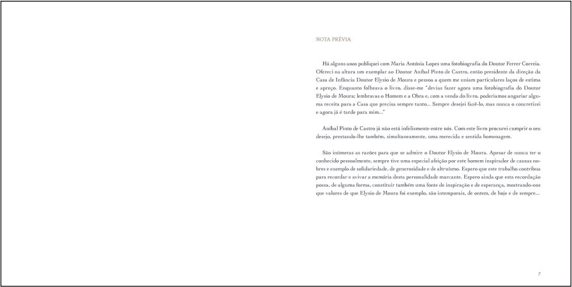 NOTA PRÉVIA
Há alguns anos publiquei com Maria Antónia Lopes uma fotobiografia do Doutor Ferrer Correia.
Ofereci na altura um exemplar ao Doutor Aníbal Pinto de Castro, então presidente da direção da
Casa de Infância Doutor Elysio de Moura e pessoa a quem me uniam particulares laços de estima
e apreço. Enquanto folheava o livro, disse-me "devias fazer agora uma fotobiografia do Doutor
Elysio de Moura; lembravas o Homem e a Obra e, com a venda do livro, poderíamos angariar algu-
ma receita para a Casa que precisa sempre tanto... Sempre desejei fazê-lo, mas nunca o concretizei
e agora já é tarde para mim..."
Aníbal Pinto de Castro já não está infelizmente entre nós. Com este livro procurei cumprir o seu
desejo, prestando-lhe também, simultaneamente, uma merecida e sentida homenagem.
São inúmeras as razões para que se admire o Doutor Elysio de Moura. Apesar de nunca ter o
conhecido pessoalmente, sempre tive uma especial afeição por este homem inspirador de causas no-
bres e exemplo de solidariedade, de generosidade e de altruísmo. Espero que este trabalho contribua
para recordar e avivar a memória desta personalidade marcante. Espero ainda que esta recordação
possa, de alguma forma, constituir também uma fonte de inspiração e de esperança, mostrando-nos
que valores de que Elysio de Moura foi exemplo, são intemporais, de ontem, de hoje e de sempre...
7